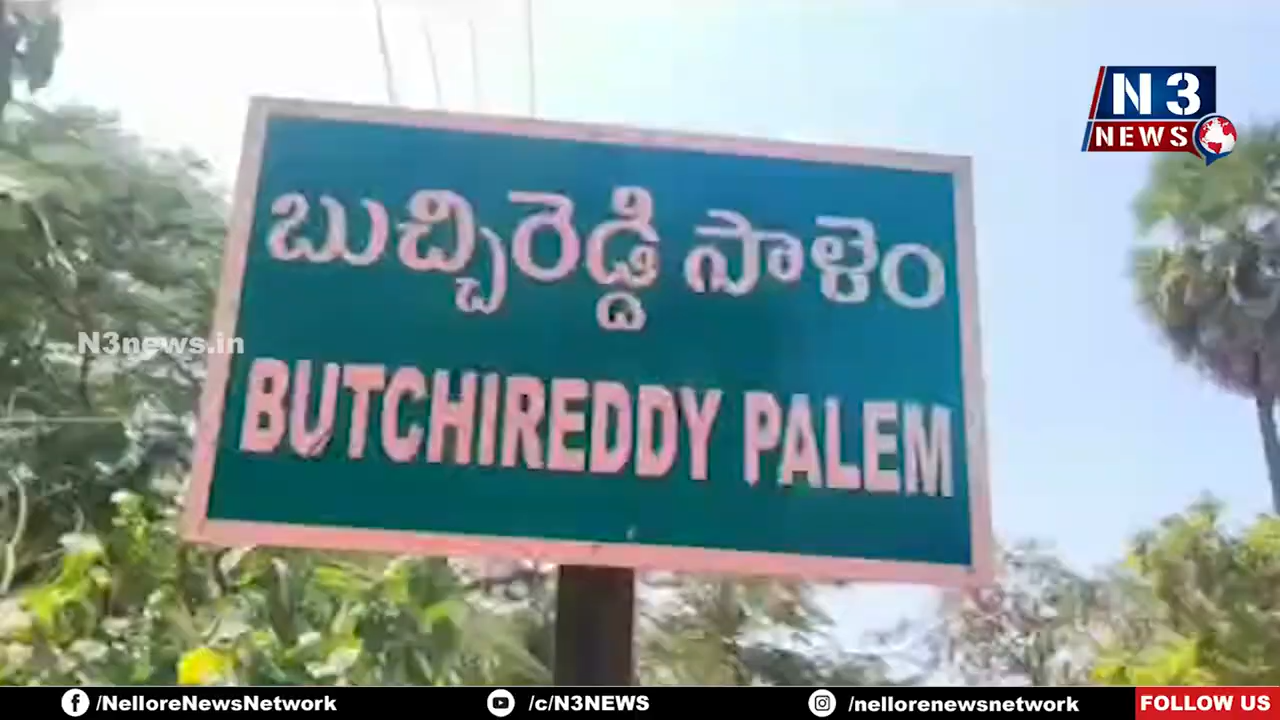 N3
NEWS
బుచ్చిరెడ్డి సాళెం
N3news.in
BUTCHIREDDY PALEM
/NelloreNewsNetwork
/c/N3NEWS
/nellorenewsnetwork
FOLLOW US